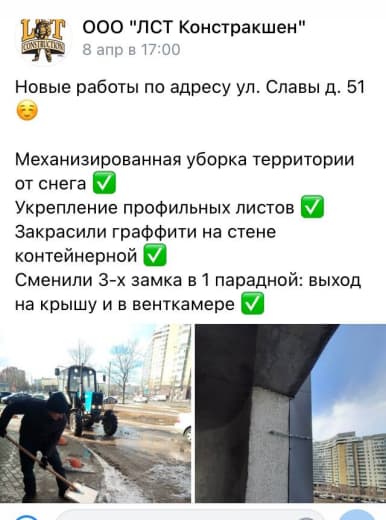 LST
CONSTRUCTION
ООО "ЛСТ Констракшен"
8 апр в 17:00
Новые работы по адресу ул. Славы д. 51
☺️
Механизированная уборка территории
от снега ✅
Укрепление профильных листов ✅
Закрасили граффити на стене
контейнерной ✅
Сменили 3-х замка в 1 парадной: выход
на крышу и в венткамере ✅